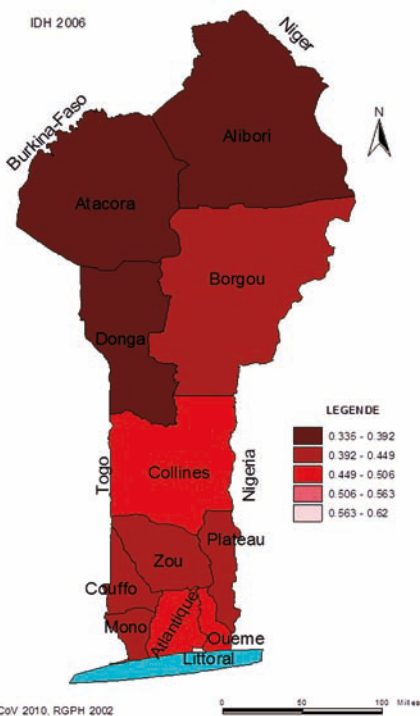 IDH 2006
Niger
Burkina-Faso
N
Alibori
Atacora
Borgou
Donga
LEGENDE
0.335 - 0.392
0.392 - 0.449
0.449 - 0.506
0.506 - 0.563
0.563 - 0.62
Togo
Collines
Nigeria
Plateau
Zou
Couffo
Atlantique
Mono
Oueme
Littoral
CoV 2010, RGPH 2002
0 50 100 Miles